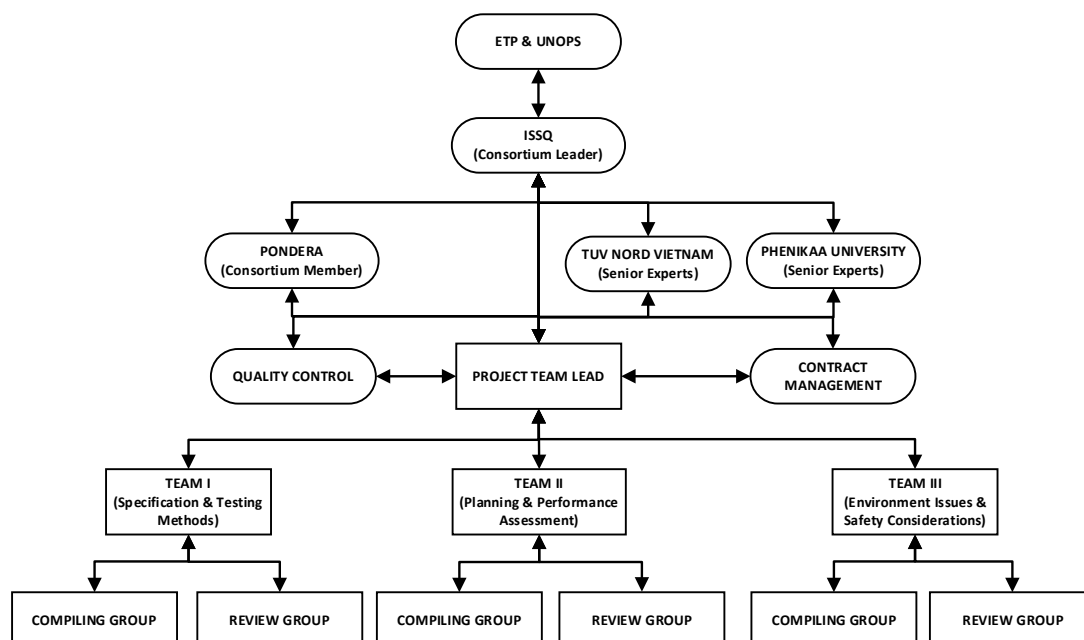 ETP & UNOPS
ISSQ
(Consortium Leader)
PONDERA
(Consortium Member)
TUV NORD VIETNAM
(Senior Experts)
PHENIKAA UNIVERSITY
(Senior Experts)
QUALITY CONTROL
PROJECT TEAM LEAD
CONTRACT
MANAGEMENT
TEAM I
(Specification & Testing
Methods)
TEAM II
(Planning & Performance
Assessment)
TEAM III
(Environment Issues &
Safety Considerations)
COMPILING GROUP
REVIEW GROUP
COMPILING GROUP
REVIEW GROUP
COMPILING GROUP
REVIEW GROUP